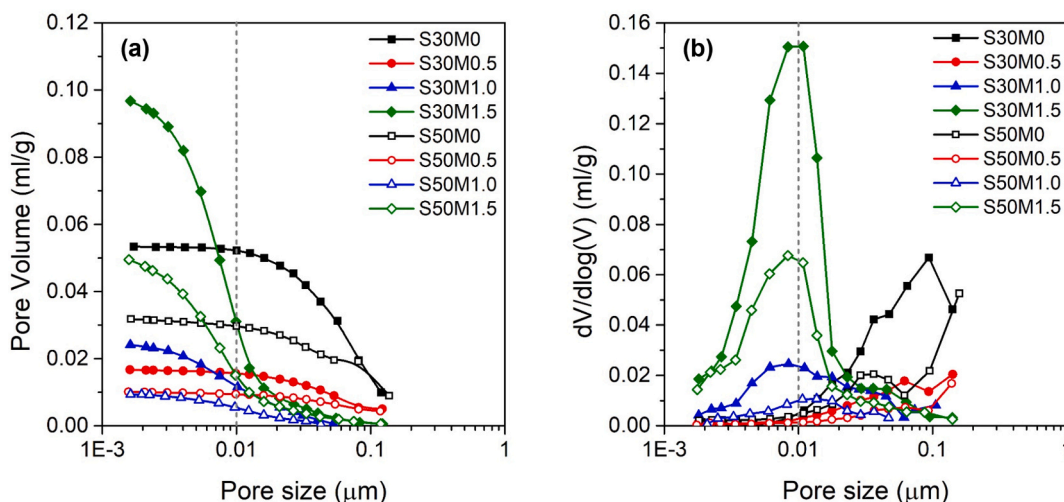 (a)
0.12
0.10
0.08
0.06
0.04
0.02
0.00
Pore Volume (ml/g)
1E-3
0.01
0.1
1
Pore size (μm)
S30M0
S30M0.5
S30M1.0
S30M1.5
S50M0
S50M0.5
S50M1.0
S50M1.5
(b)
0.16
0.14
0.12
0.10
0.08
0.06
0.04
0.02
0.00
dV/dlog(V) (ml/g)
1E-3
0.01
0.1
1
Pore size (μm)
S30M0
S30M0.5
S30M1.0
S30M1.5
S50M0
S50M0.5
S50M1.0
S50M1.5